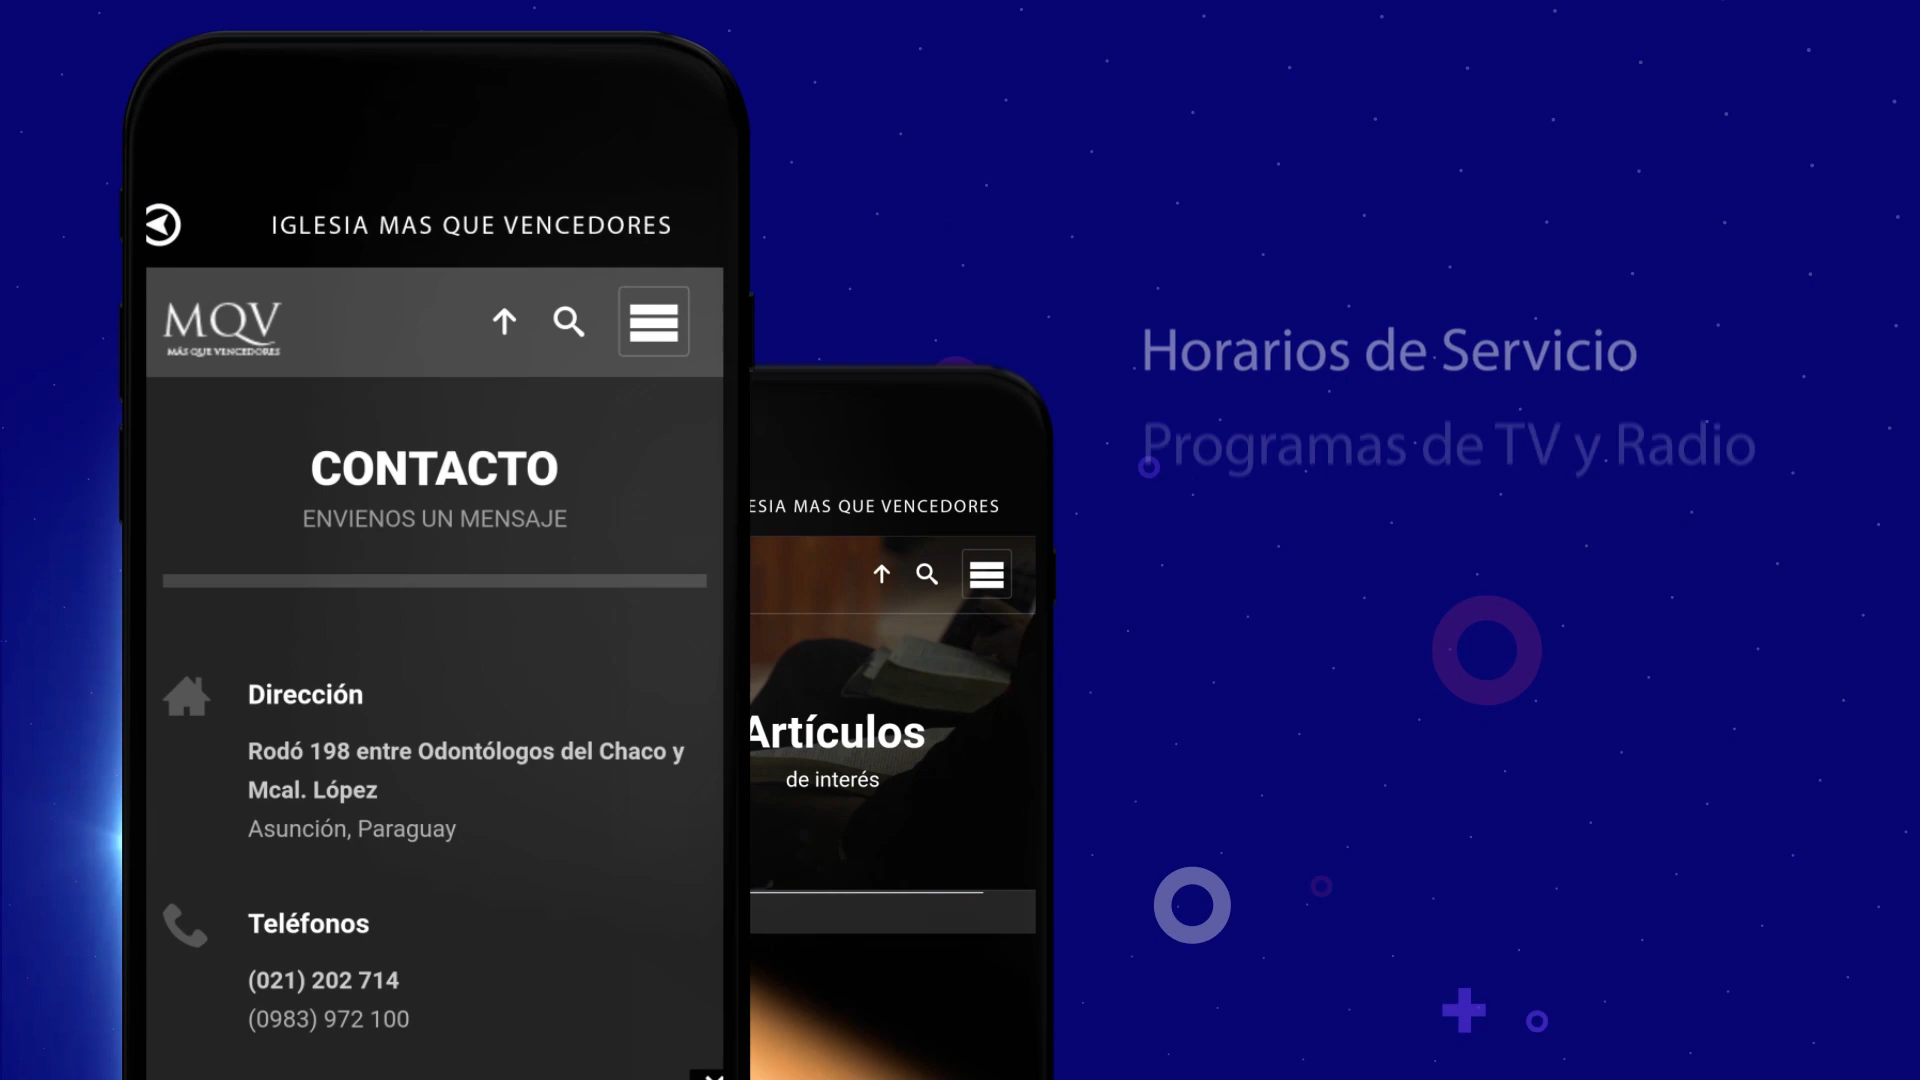 IGLESIA MAS QUE VENCEDORES
MQV
MÁS QUE VENCEDORES
CONTACTO
ENVIENOS UN MENSAJE
Dirección
Rodó 198 entre Odontólogos del Chaco y
Mcal. López
Asunción, Paraguay
Teléfonos
(021) 202 714
(0983) 972 100
ESIA MAS QUE VENCEDORES
Artículos
de interés
Horarios de Servicio
Programas de TV y Radio